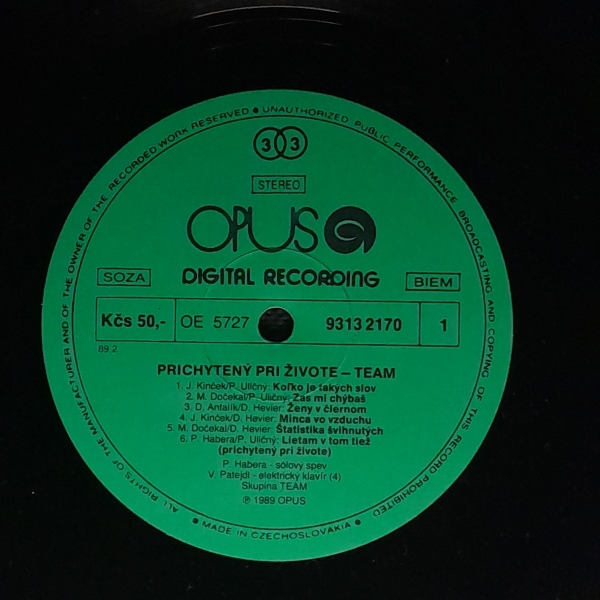 ALL RIGHTS OF THE MANUFACTURER AND OF THE OWNER OF THE RECORDED WORK RESERVED ● UNAUTHORIZED PUBLIC PERFORMANCE BROADCASTING AND COPYING OF THIS RECORD PROHIBITED
33
STEREO
OPUS
SOZA
DIGITAL RECORDING
BIEM
Kčs 50,-
OE 5727
9313 2170
1
89 2
PRICHYTENÝ PRI ŽIVOTE – TEAM
1. J. Kinček/P. Uličný: Koľko je takých slov
2. M. Dočekal/P. Uličný: Zas mi chýbaš
3. D. Antalík/D. Hevier: Ženy v čiernom
4. J. Kinček/D. Hevier: Minca vo vzduchu
5. M. Dočekal/D. Hevier: Štatistika švihnutých
6. P. Habera/P. Uličný: Lietam v tom tiež
(prichytený pri živote)
P. Habera - sólový spev
V. Patejdl - elektrický klavír (4)
Skupina TEAM
℗ 1989 OPUS
● MADE IN CZECHOSLOVAKIA ●